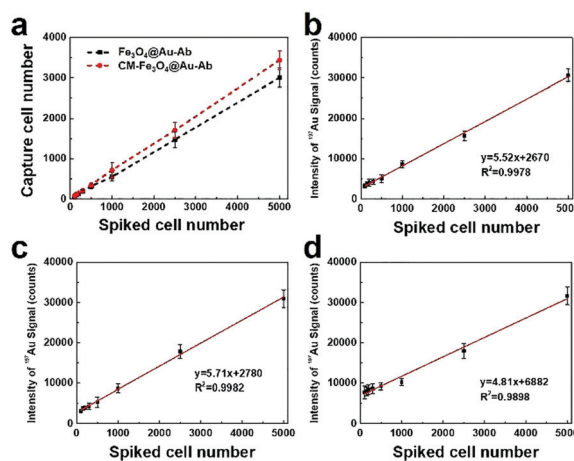 a
Fe₃O₄@Au-Ab
CM-Fe₃O₄@Au-Ab
Capture cell number
4000
3000
2000
1000
0
0 1000 2000 3000 4000 5000
Spiked cell number
b
Intensity of ¹⁹⁷Au Signal (counts)
40000
30000
20000
10000
0
y=5.52x+2670
R²=0.9978
0 1000 2000 3000 4000 5000
Spiked cell number
c
Intensity of ¹⁹⁷Au Signal (counts)
40000
30000
20000
10000
0
y=5.71x+2780
R²=0.9982
0 1000 2000 3000 4000 5000
Spiked cell number
d
Intensity of ¹⁹⁷Au Signal (counts)
40000
30000
20000
10000
0
y=4.81x+6882
R²=0.9898
0 1000 2000 3000 4000 5000
Spiked cell number